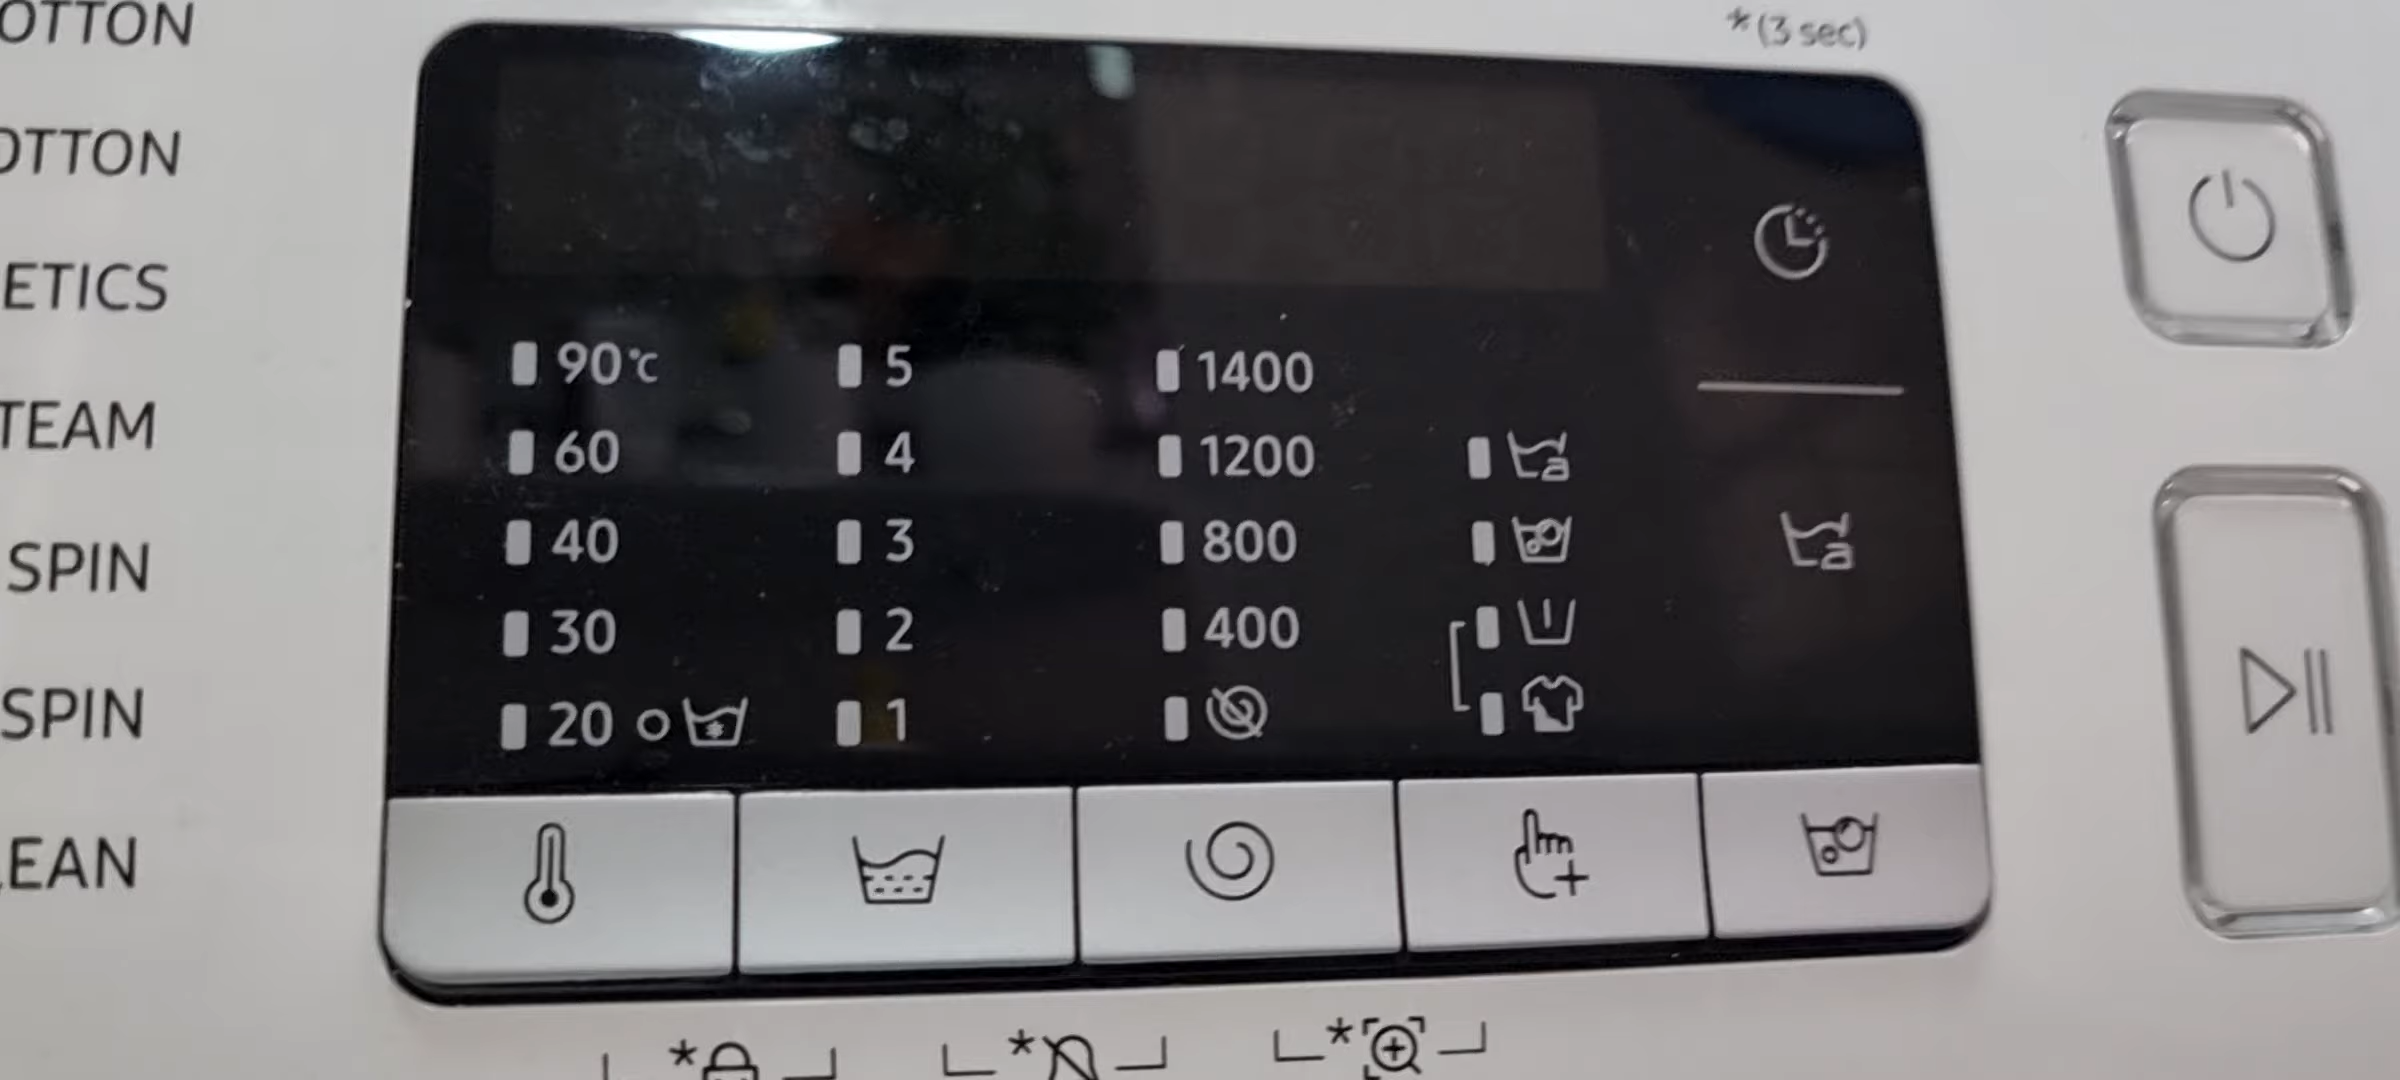 OTTON
OTTON
ETICS
TEAM
SPIN
SPIN
LEAN
*(3 sec)
90℃ 5 1400
60 4 1200
40 3 800
30 2 400
20 1
* * *